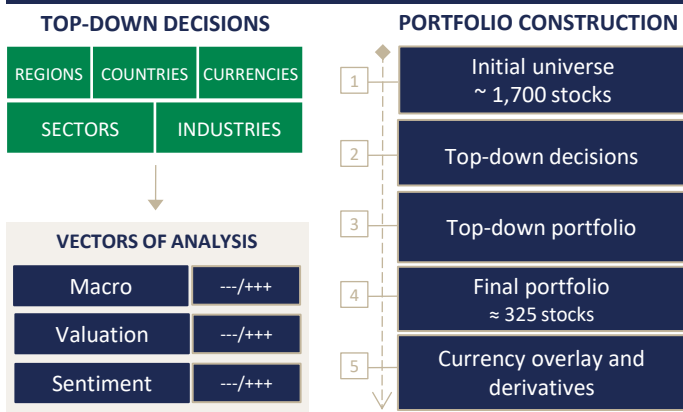 TOP-DOWN DECISIONS
REGIONS
COUNTRIES
CURRENCIES
SECTORS
INDUSTRIES
VECTORS OF ANALYSIS
Macro
---/+++
Valuation
---/+++
Sentiment
---/+++
PORTFOLIO CONSTRUCTION
1
Initial universe
~ 1,700 stocks
2
Top-down decisions
3
Top-down portfolio
4
Final portfolio
≈ 325 stocks
5
Currency overlay and
derivatives